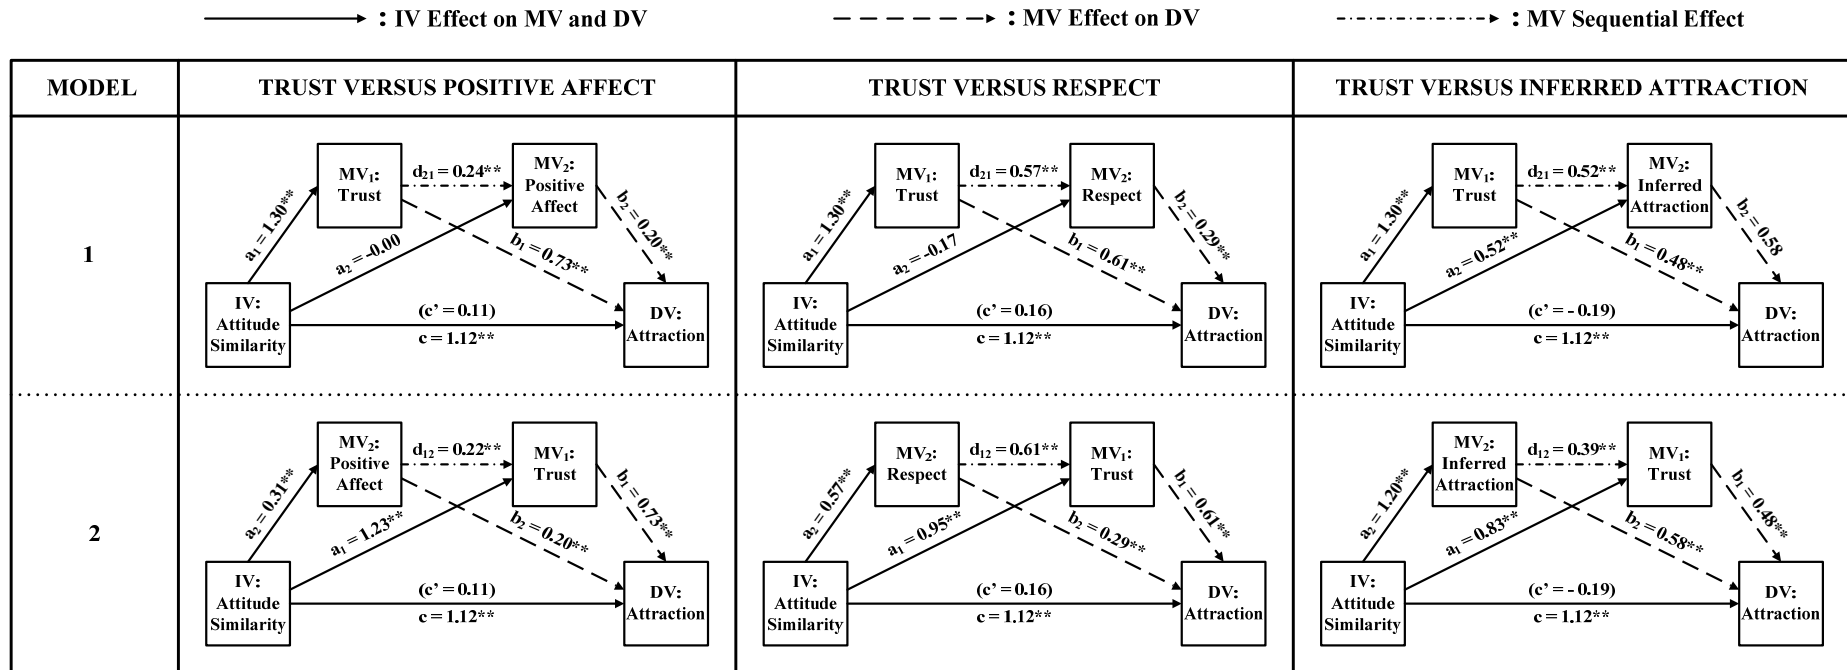 : IV Effect on MV and DV
: MV Effect on DV
: MV Sequential Effect
MODEL
TRUST VERSUS POSITIVE AFFECT
TRUST VERSUS RESPECT
TRUST VERSUS INFERRED ATTRACTION
1
MV₁:
Trust
d₂₁ = 0.24**
MV₂:
Positive
Affect
a₁ = 1.30**
a₂ = -0.00
b₁ = 0.73**
b₂ = 0.20**
IV:
Attitude
Similarity
(c’ = 0.11)
c = 1.12**
DV:
Attraction
MV₁:
Trust
d₂₁ = 0.57**
MV₂:
Respect
a₁ = 1.30**
a₂ = -0.17
b₁ = 0.61**
b₂ = 0.29**
IV:
Attitude
Similarity
(c’ = 0.16)
c = 1.12**
DV:
Attraction
MV₁:
Trust
d₂₁ = 0.52**
MV₂:
Inferred
Attraction
a₁ = 1.30**
a₂ = 0.52**
b₁ = 0.48**
b₂ = 0.58
IV:
Attitude
Similarity
(c’ = - 0.19)
c = 1.12**
DV:
Attraction
2
MV₂:
Positive
Affect
d₁₂ = 0.22**
MV₁:
Trust
a₂ = 0.31**
a₁ = 1.23**
b₂ = 0.20**
b₁ = 0.73**
IV:
Attitude
Similarity
(c’ = 0.11)
c = 1.12**
DV:
Attraction
MV₂:
Respect
d₁₂ = 0.61**
MV₁:
Trust
a₂ = 0.57**
a₁ = 0.95**
b₂ = 0.29**
b₁ = 0.61**
IV:
Attitude
Similarity
(c’ = 0.16)
c = 1.12**
DV:
Attraction
MV₂:
Inferred
Attraction
d₁₂ = 0.39**
MV₁:
Trust
a₂ = 1.20**
a₁ = 0.83**
b₂ = 0.58**
b₁ = 0.48**
IV:
Attitude
Similarity
(c’ = - 0.19)
c = 1.12**
DV:
Attraction